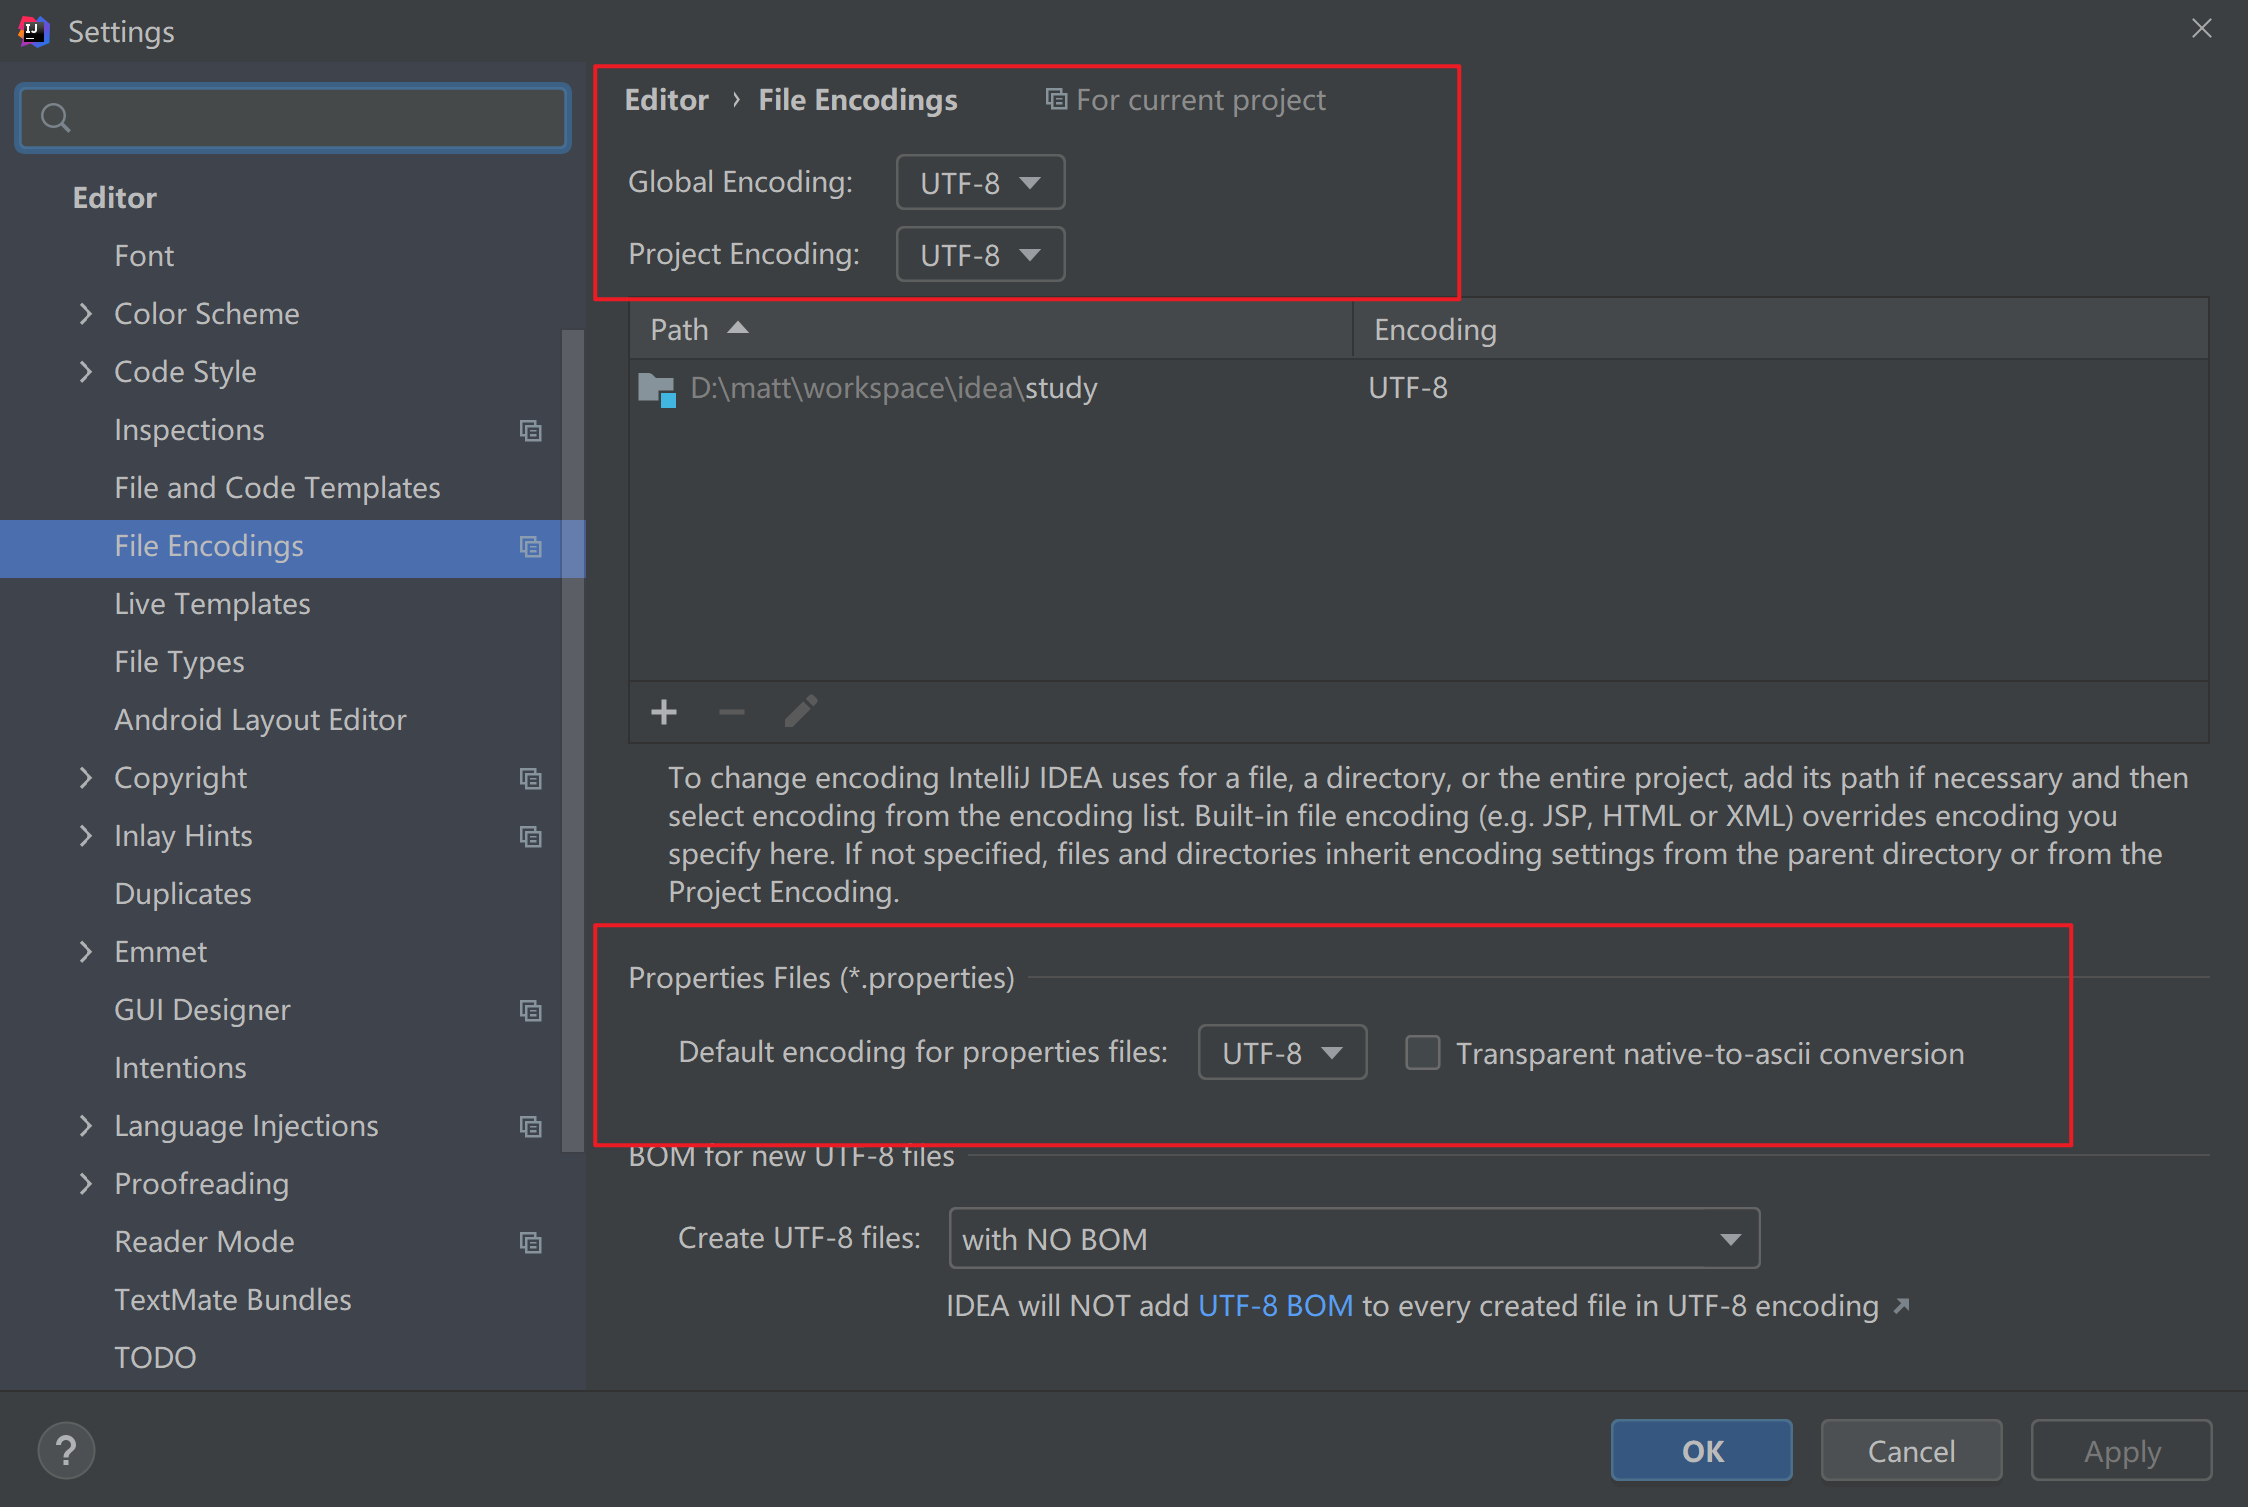 Settings
Editor
Font
Color Scheme
Code Style
Inspections
File and Code Templates
File Encodings
Live Templates
File Types
Android Layout Editor
Copyright
Inlay Hints
Duplicates
Emmet
GUI Designer
Intentions
Language Injections
Proofreading
Reader Mode
TextMate Bundles
TODO
Editor › File Encodings For current project
Global Encoding: UTF-8
Project Encoding: UTF-8
Path Encoding
D:\matt\workspace\idea\study UTF-8
To change encoding IntelliJ IDEA uses for a file, a directory, or the entire project, add its path if necessary and then
select encoding from the encoding list. Built-in file encoding (e.g. JSP, HTML or XML) overrides encoding you
specify here. If not specified, files and directories inherit encoding settings from the parent directory or from the
Project Encoding.
Properties Files (*.properties)
Default encoding for properties files: UTF-8 Transparent native-to-ascii conversion
BOM for new UTF-8 files
Create UTF-8 files: with NO BOM
IDEA will NOT add UTF-8 BOM to every created file in UTF-8 encoding
? OK Cancel Apply